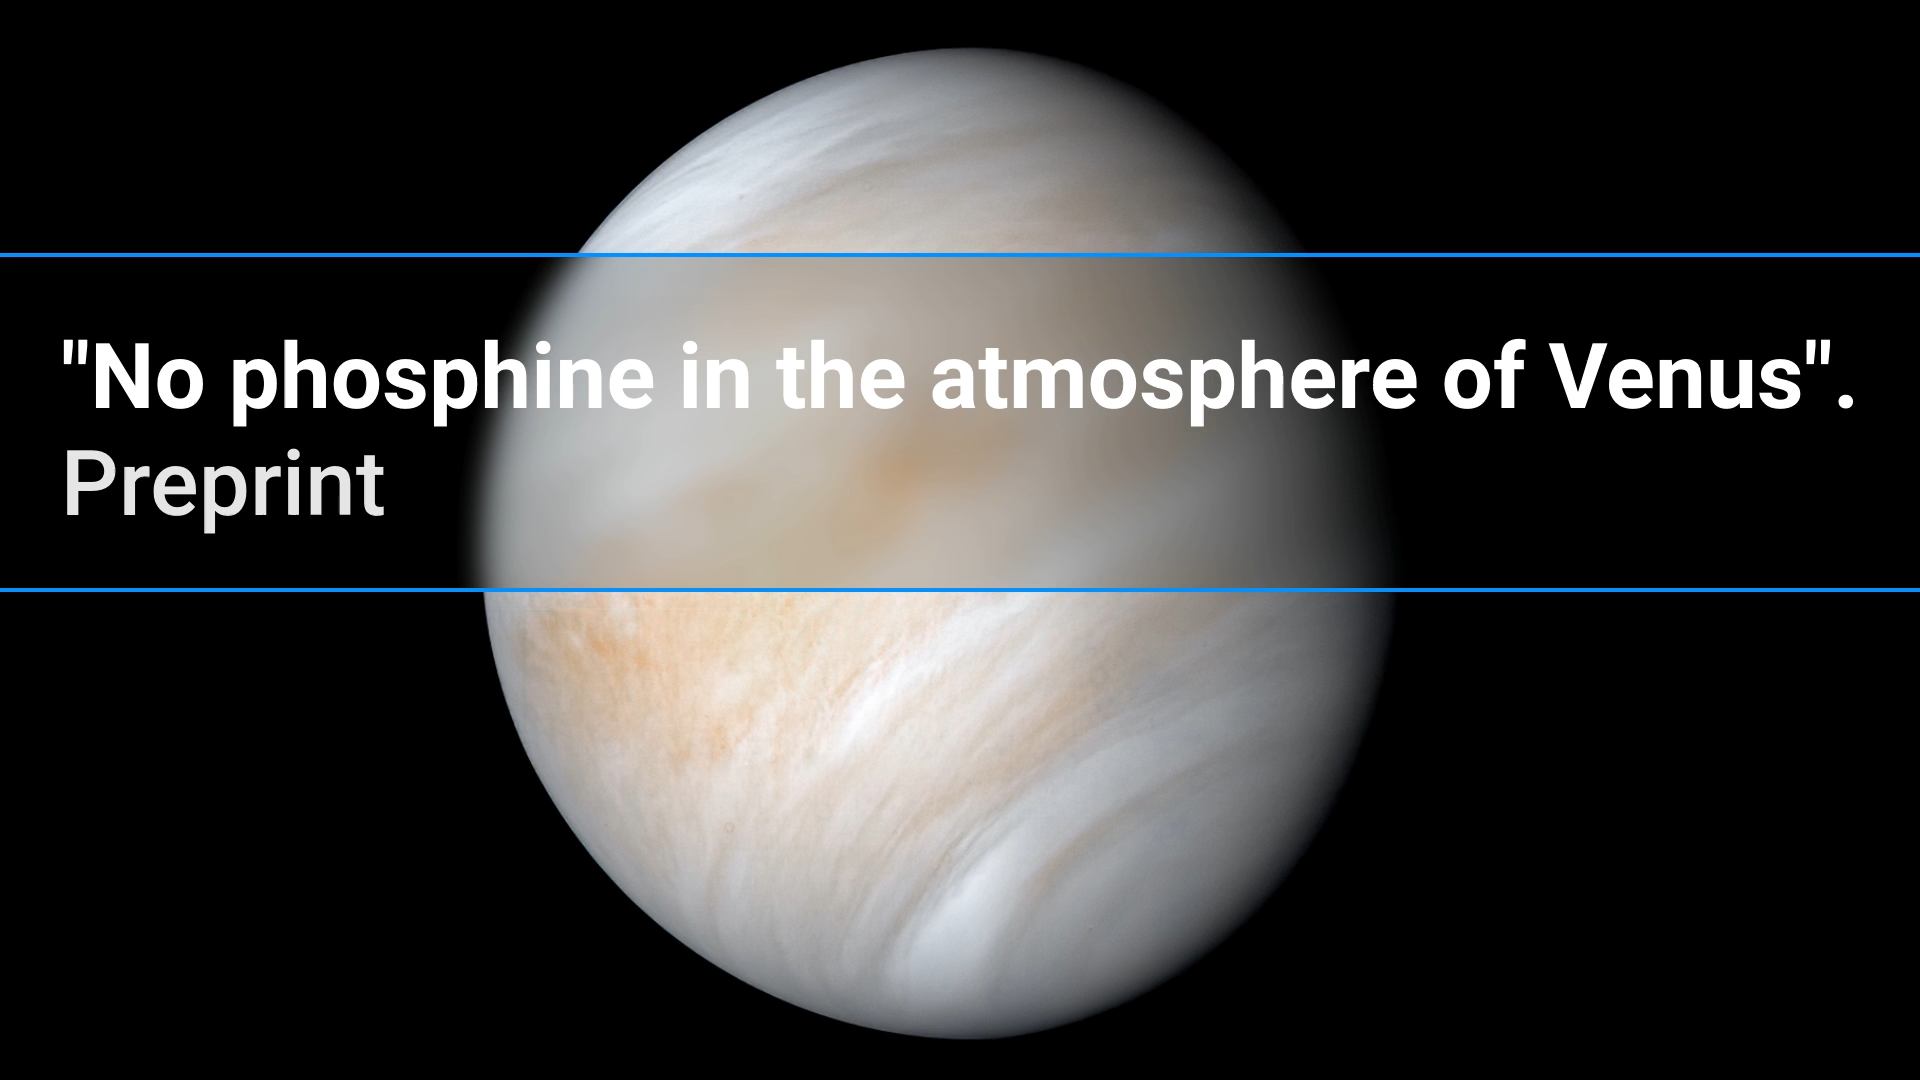 "No phosphine in the atmosphere of Venus".
Preprint